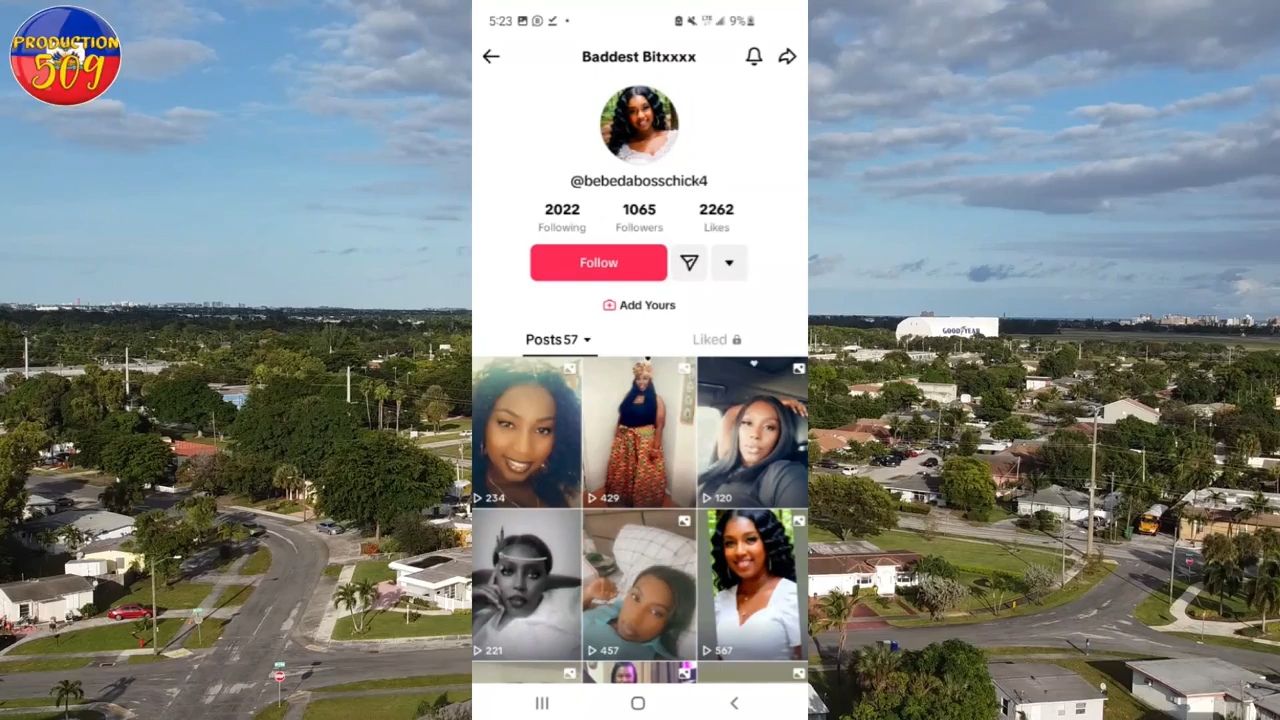 PRODUCTION
509
5:23
LTE
9%
Baddest Bitxxxx
@bebedabosschick4
2022 1065 2262
Following Followers Likes
Follow
Add Yours
Posts 57 Liked
234 429 120
221 457 567
GOODYEAR